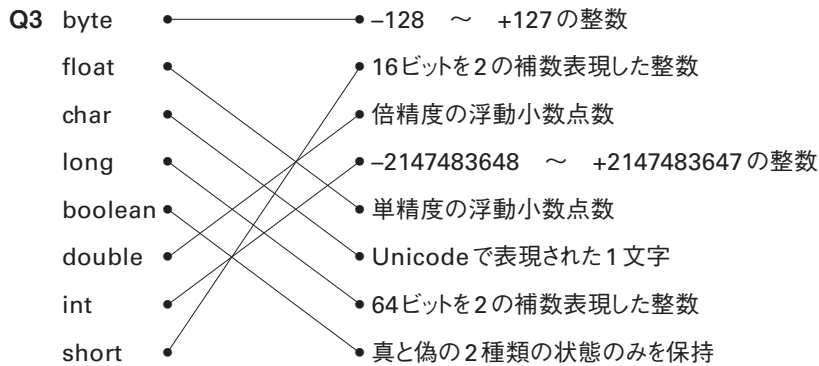 Q3 byte –128 ～ +127の整数
float 16ビットを2の補数表現した整数
char 倍精度の浮動小数点数
long –2147483648 ～ +2147483647の整数
boolean 単精度の浮動小数点数
double Unicodeで表現された1文字
int 64ビットを2の補数表現した整数
short 真と偽の2種類の状態のみを保持